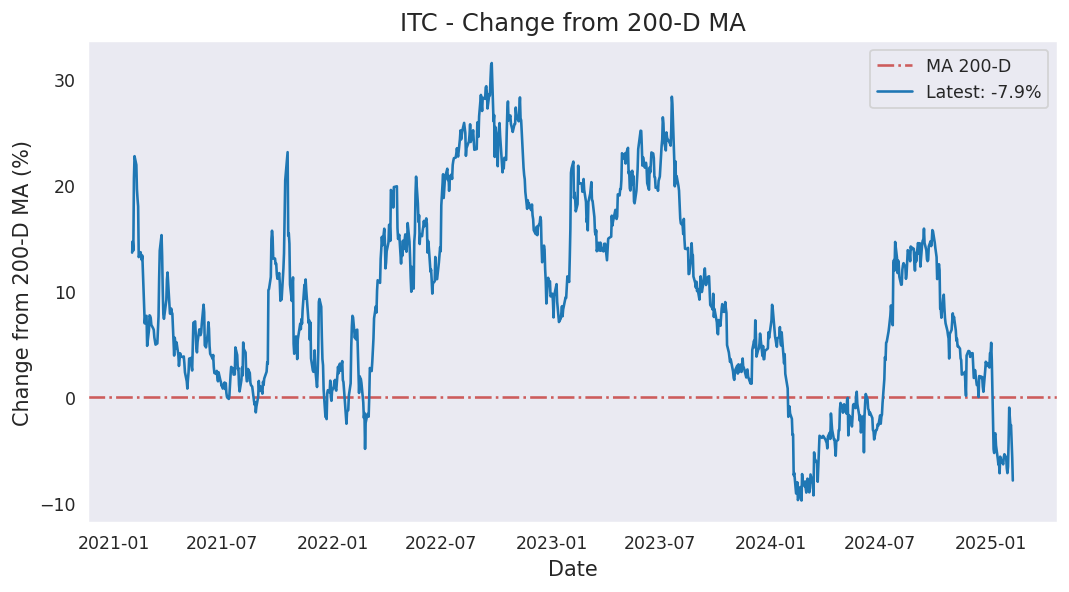 ITC - Change from 200-D MA
MA 200-D
Latest: -7.9%
Change from 200-D MA (%)
30
20
10
0
−10
2021-01 2021-07 2022-01 2022-07 2023-01 2023-07 2024-01 2024-07 2025-01
Date